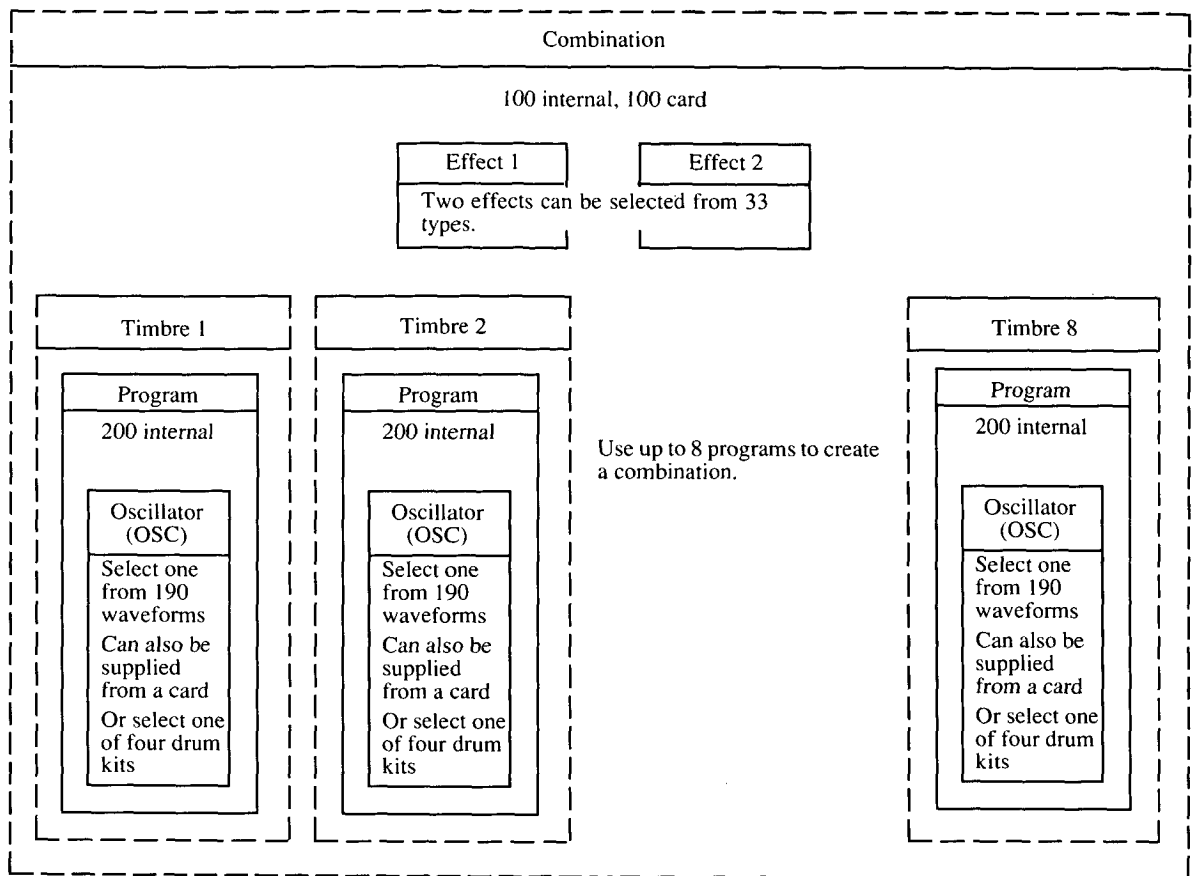 Combination
100 internal, 100 card
Effect 1
Effect 2
Two effects can be selected from 33
types.
Timbre 1
Program
200 internal
Oscillator
(OSC)
Select one
from 190
waveforms
Can also be
supplied
from a card
Or select one
of four drum
kits
Timbre 2
Program
200 internal
Oscillator
(OSC)
Select one
from 190
waveforms
Can also be
supplied
from a card
Or select one
of four drum
kits
Use up to 8 programs to create
a combination.
Timbre 8
Program
200 internal
Oscillator
(OSC)
Select one
from 190
waveforms
Can also be
supplied
from a card
Or select one
of four drum
kits